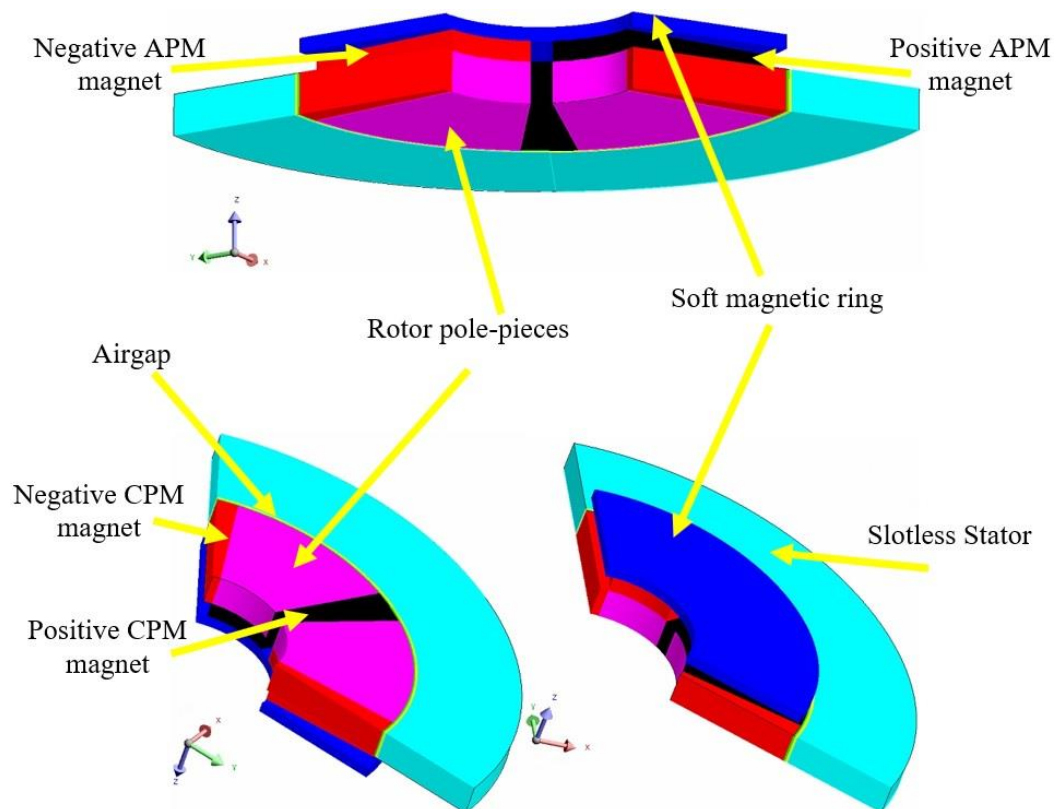 Negative APM
magnet
Positive APM
magnet
Z
Y
X
Soft magnetic ring
Rotor pole-pieces
Airgap
Negative CPM
magnet
Slotless Stator
Positive CPM
magnet
X
Y
Z
Y
Z
X